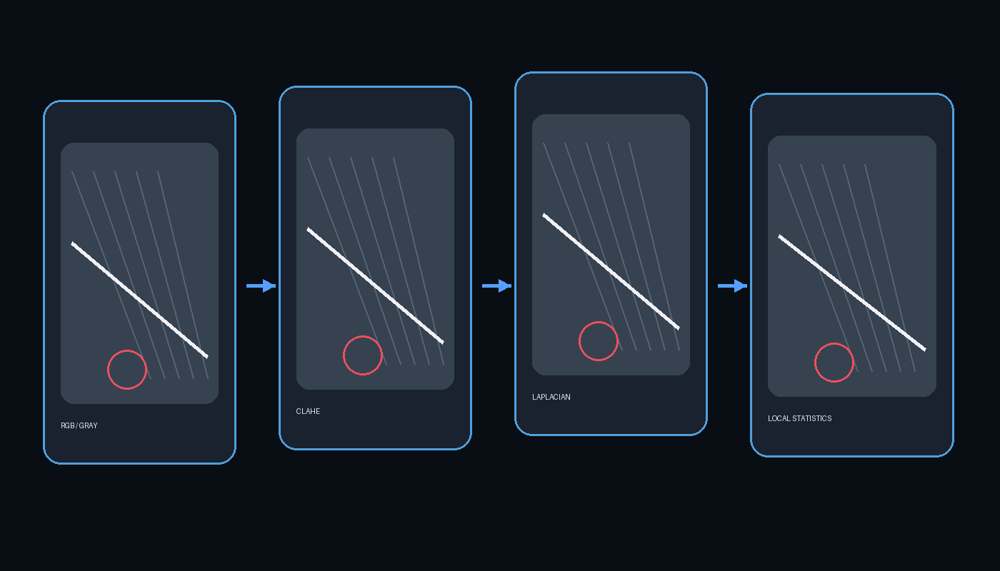 RGB/GRAY
CLAHE
LAPLACIAN
LOCAL STATISTICS